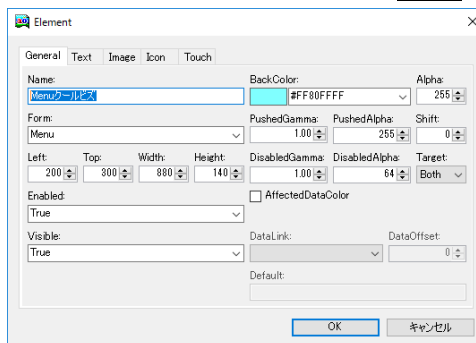 Element
General Text Image Icon Touch
Name: BackColor: Alpha:
Menuクールビズ #FF80FFFF 255
Form: PushedGamma: PushedAlpha: Shift:
Menu 1.00 255 0
Left: Top: Width: Height: DisabledGamma: DisabledAlpha: Target:
200 300 880 140 1.00 64 Both
Enabled: AffectedDataColor
True
Visible: DataLink: DataOffset:
True 0
Default:
OK キャンセル